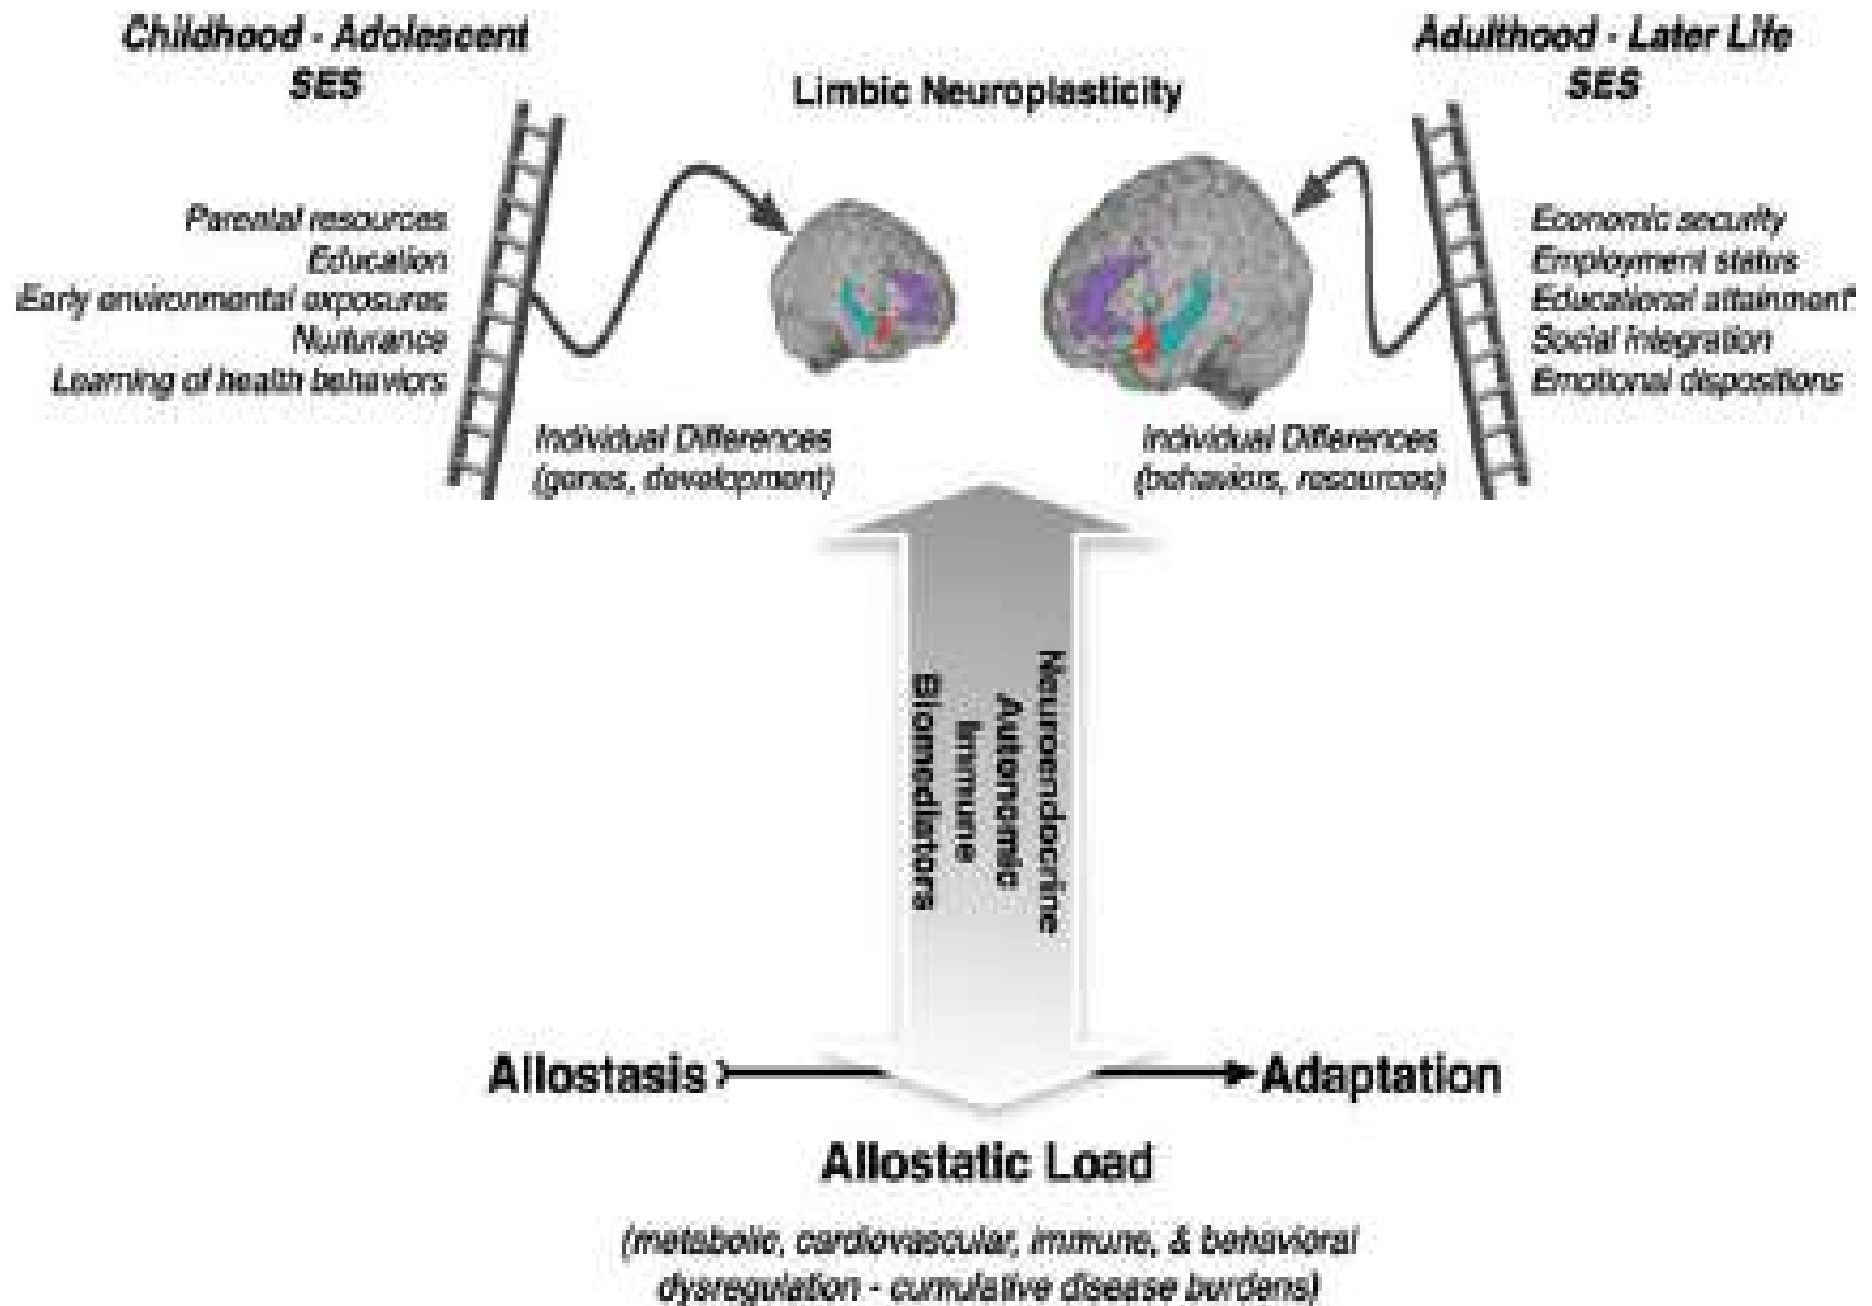 Childhood - Adolescent
SES
Limbic Neuroplasticity
Adulthood - Later Life
SES
Parental resources
Education
Early environmental exposures
Nurturance
Learning of health behaviors
Economic security
Employment status
Educational attainment*
Social integration
Emotional dispositions
Individual Differences
(genes, development)
Individual Differences
(behaviors, resources)
Neuroendocrine
Autonomic
Immune
Biomediators
Allostasis
Adaptation
Allostatic Load
(metabolic, cardiovascular, immune, & behavioral
dysregulation - cumulative disease burdens)